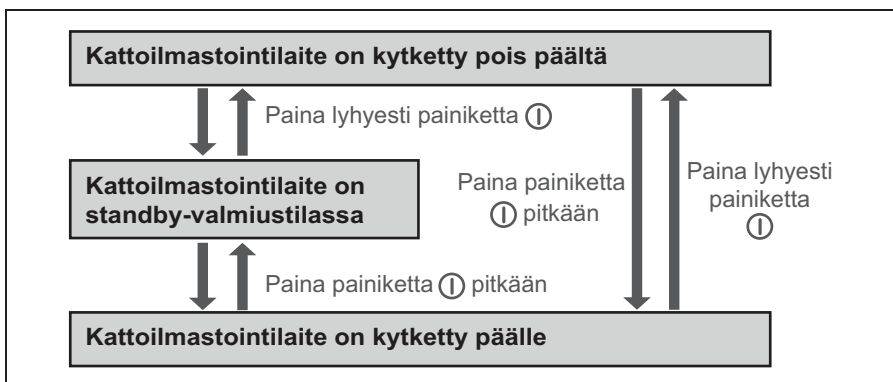 Kattoilmastointilaite on kytketty pois päältä
Paina lyhyesti painiketta
Kattoilmastointilaite on
standby-valmiustilassa
Paina painiketta
pitkään
Paina lyhyesti
painiketta
Paina painiketta pitkään
Kattoilmastointilaite on kytketty päälle